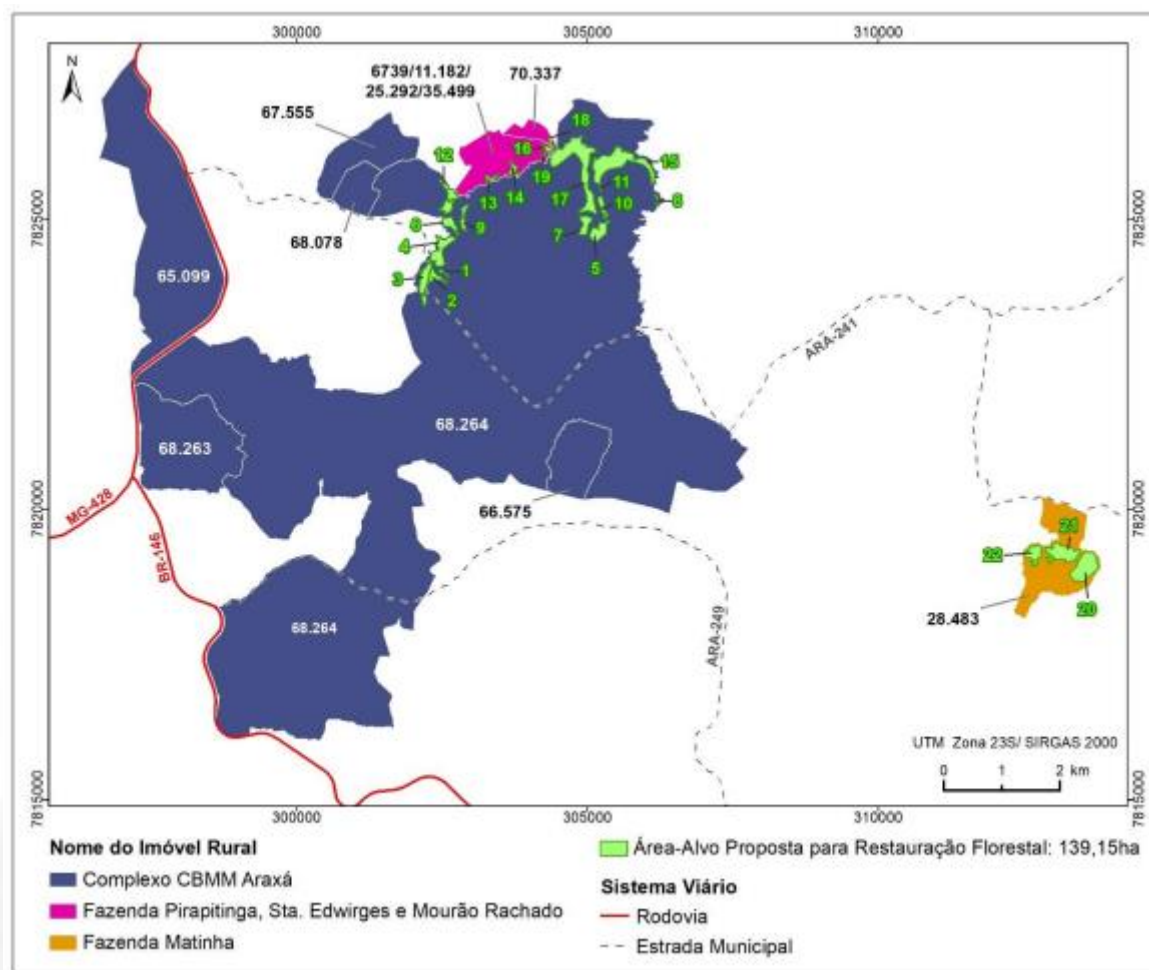 300000 305000 310000
N
6739/11.182/
25.292/35.499
70.337
67.555
18
12
16
15
19
11
13
14
17
10
8
7825000
7825000
6
9
7
5
68.078
4
3
1
2
65.099
ARA-241
68.264
68.263
66.575
MG-428
7820000
7820000
BR-146
21
22
20
28.483
68.264
ARA-249
UTM Zona 23S/ SIRGAS 2000
0 1 2 km
7815000
7815000
300000 305000 310000
Nome do Imóvel Rural
Complexo CBMM Araxá
Fazenda Pirapitinga, Sta. Edwirges e Mourão Rachado
Fazenda Matinha
Área-Alvo Proposta para Restauração Florestal: 139,15ha
Sistema Viário
Rodovia
Estrada Municipal